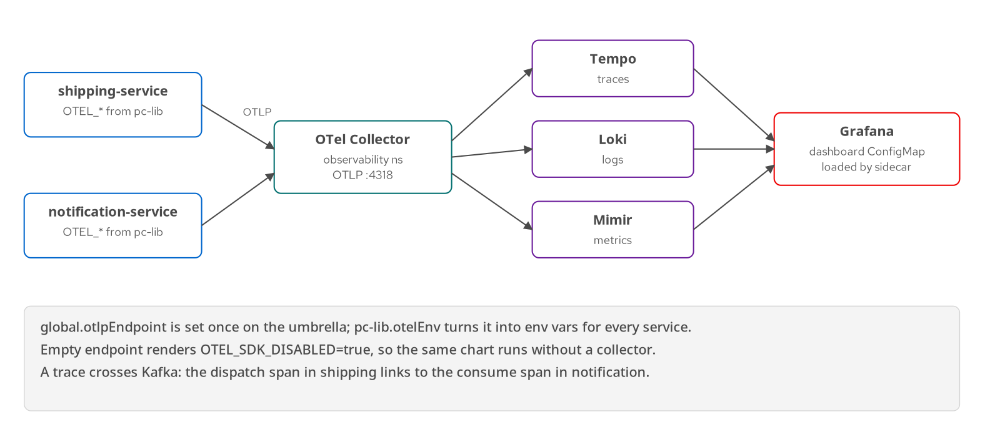 shipping-service
OTEL_* from pc-lib
notification-service
OTEL_* from pc-lib
OTLP
OTel Collector
observability ns
OTLP :4318
Tempo
traces
Loki
logs
Mimir
metrics
Grafana
dashboard ConfigMap
loaded by sidecar
global.otlpEndpoint is set once on the umbrella; pc-lib.otelEnv turns it into env vars for every service.
Empty endpoint renders OTEL_SDK_DISABLED=true, so the same chart runs without a collector.
A trace crosses Kafka: the dispatch span in shipping links to the consume span in notification.